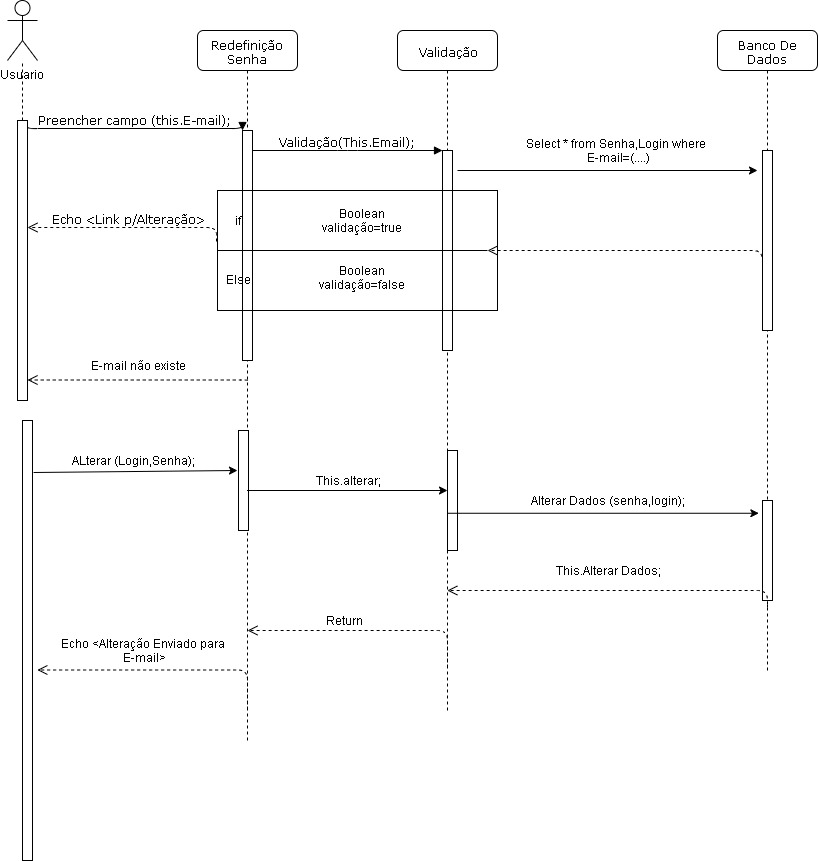 Usuario
Redefinição
Senha
Validação
Banco De
Dados
Preencher campo (this.E-mail);
Validação(This.Email);
Select * from Senha,Login where
E-mail=(....)
Echo <Link p/Alteração>
if
Boolean
validação=true
Else
Boolean
validação=false
E-mail não existe
ALterar (Login,Senha);
This.alterar;
Alterar Dados (senha,login);
This.Alterar Dados;
Return
Echo <Alteração Enviado para
E-mail>